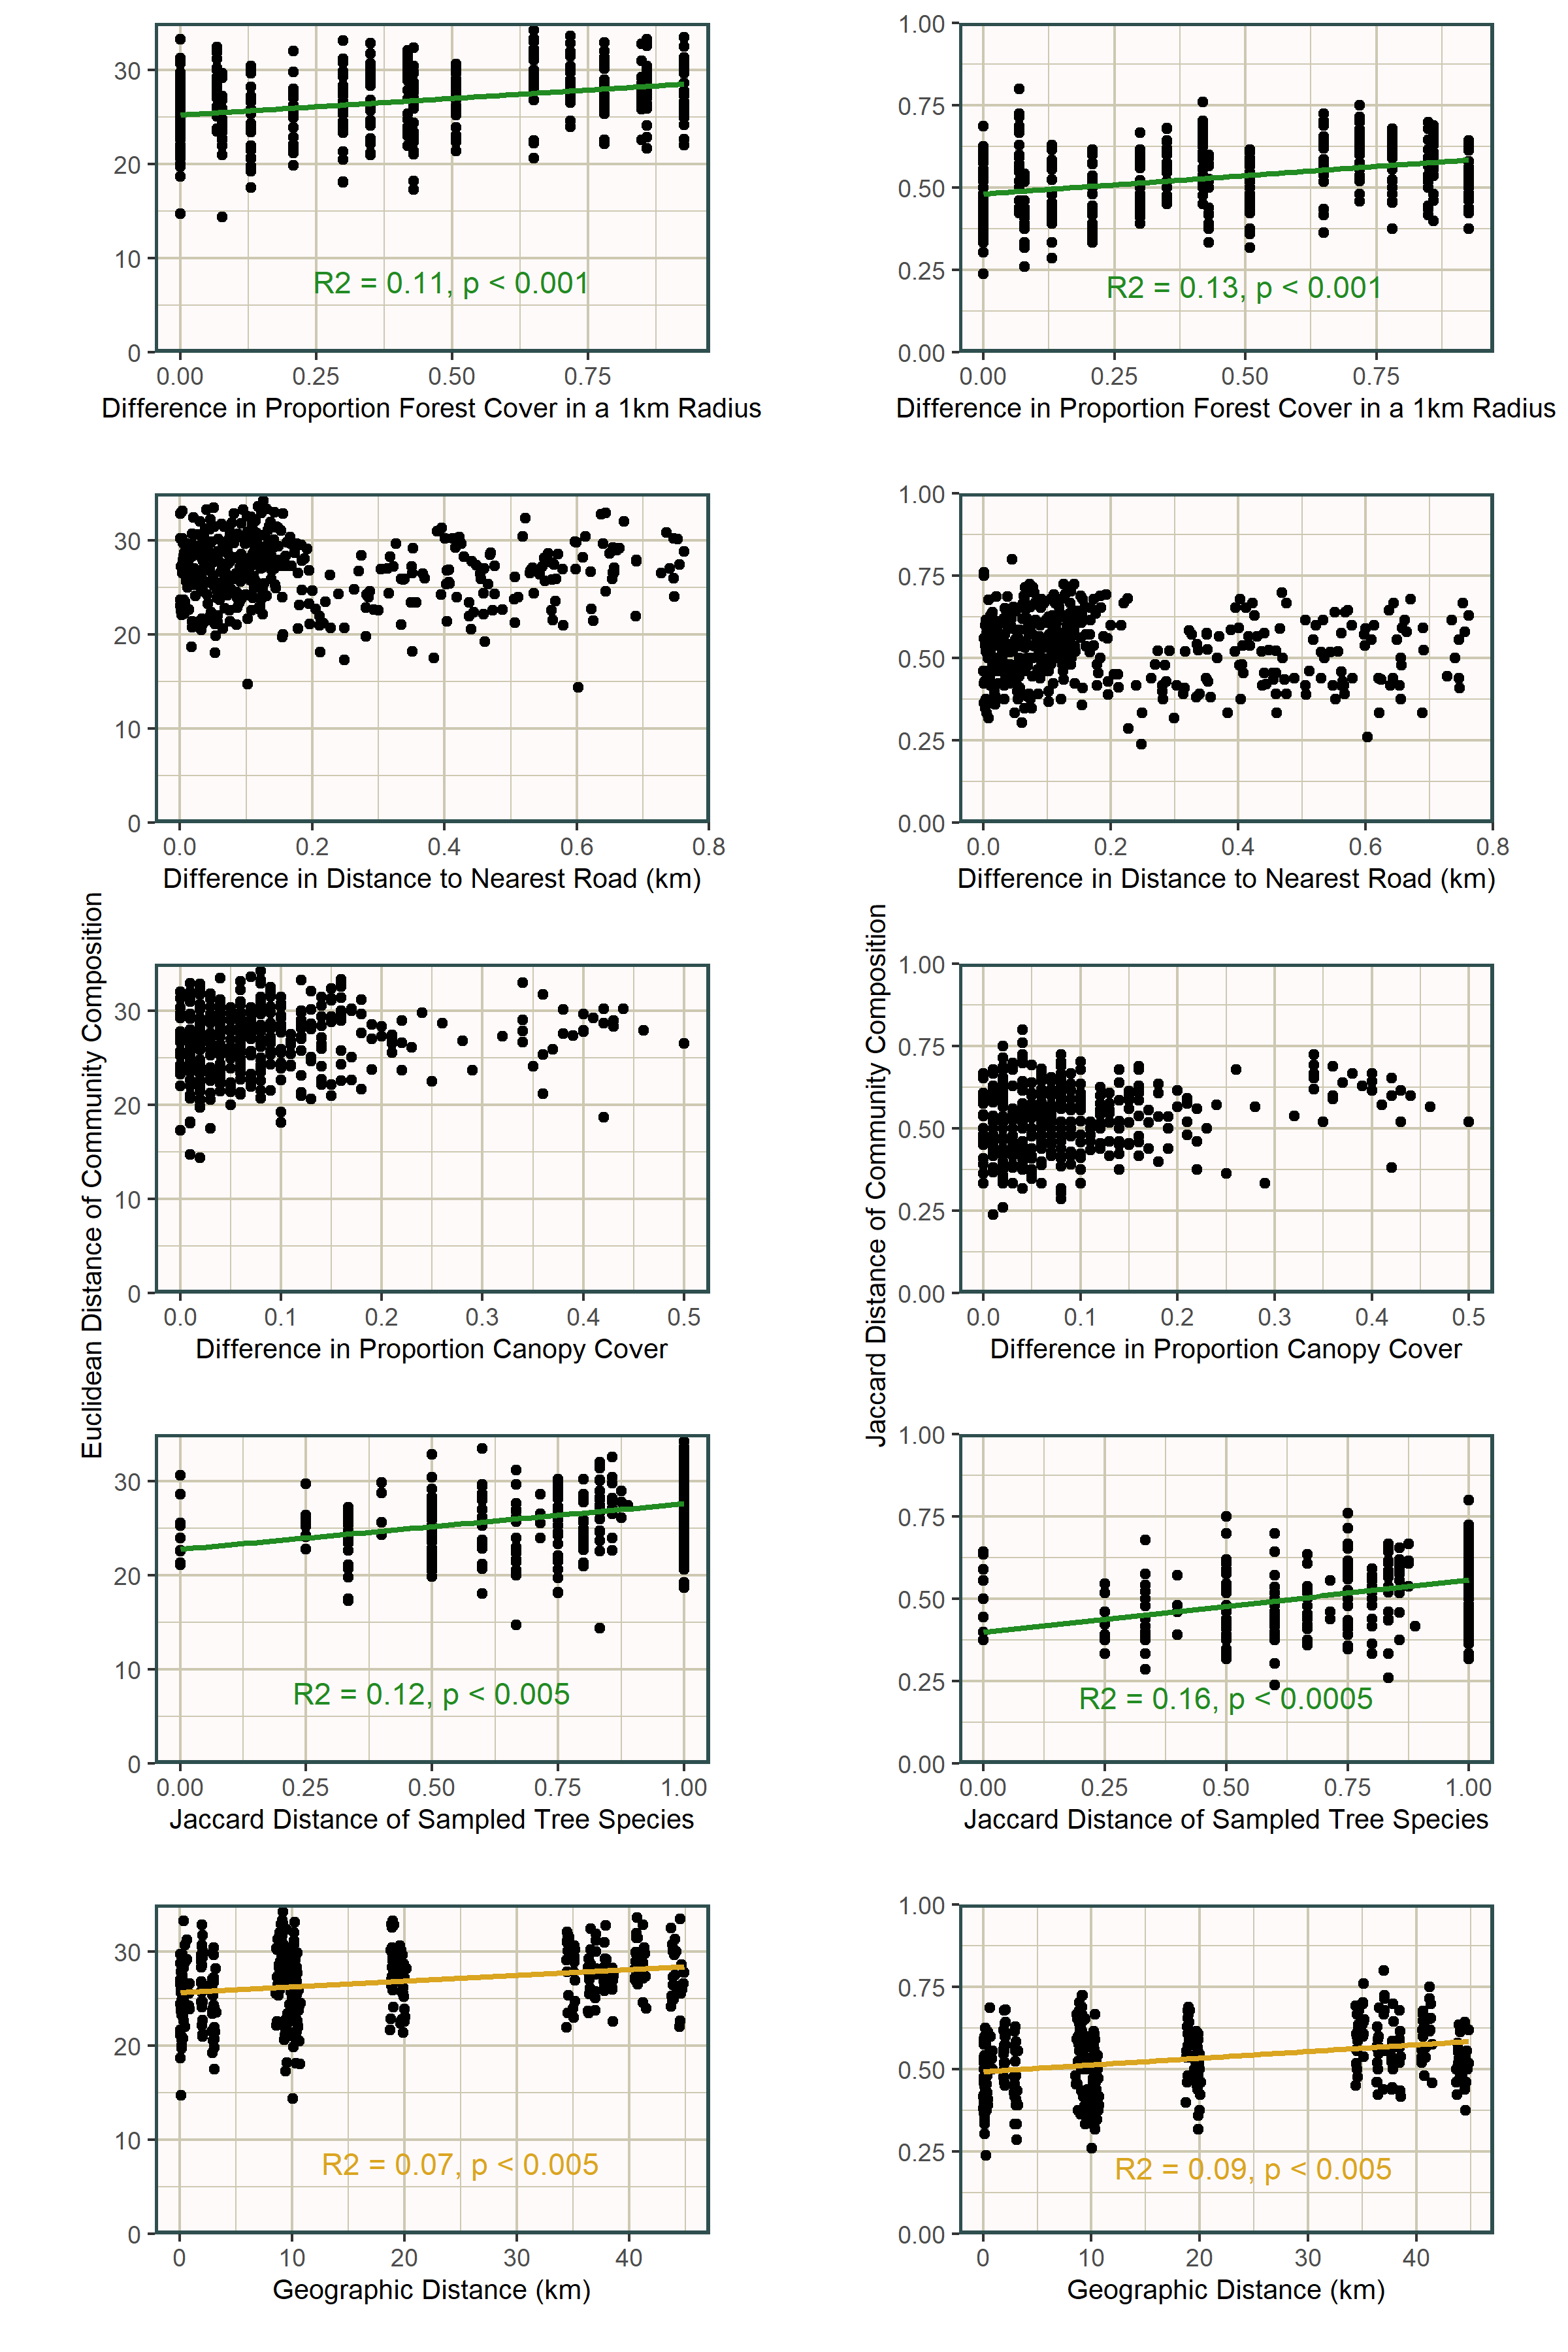 Euclidean Distance of Community Composition
30
20
10
0
R2 = 0.11, p < 0.001
0.00 0.25 0.50 0.75
Difference in Proportion Forest Cover in a 1km Radius
Jaccard Distance of Community Composition
1.00
0.75
0.50
0.25
0.00
R2 = 0.13, p < 0.001
0.00 0.25 0.50 0.75
Difference in Proportion Forest Cover in a 1km Radius
30
20
10
0
0.0 0.2 0.4 0.6 0.8
Difference in Distance to Nearest Road (km)
1.00
0.75
0.50
0.25
0.00
0.0 0.2 0.4 0.6 0.8
Difference in Distance to Nearest Road (km)
30
20
10
0
0.0 0.1 0.2 0.3 0.4 0.5
Difference in Proportion Canopy Cover
1.00
0.75
0.50
0.25
0.00
0.0 0.1 0.2 0.3 0.4 0.5
Difference in Proportion Canopy Cover
30
20
10
0
R2 = 0.12, p < 0.005
0.00 0.25 0.50 0.75 1.00
Jaccard Distance of Sampled Tree Species
1.00
0.75
0.50
0.25
0.00
R2 = 0.16, p < 0.0005
0.00 0.25 0.50 0.75 1.00
Jaccard Distance of Sampled Tree Species
30
20
10
0
R2 = 0.07, p < 0.005
0 10 20 30 40
Geographic Distance (km)
1.00
0.75
0.50
0.25
0.00
R2 = 0.09, p < 0.005
0 10 20 30 40
Geographic Distance (km)